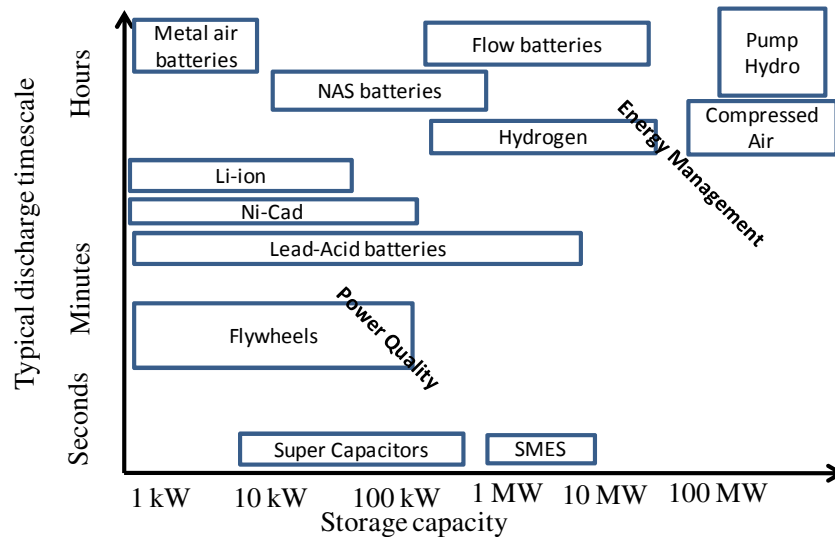 Metal air
batteries
Flow batteries
Pump
Hydro
NAS batteries
Hydrogen
Compressed
Air
Energy Management
Li-ion
Ni-Cad
Lead-Acid batteries
Flywheels
Power Quality
Super Capacitors
SMES
Typical discharge timescale
Hours
Minutes
Seconds
1 kW
10 kW
100 kW
1 MW
10 MW
100 MW
Storage capacity